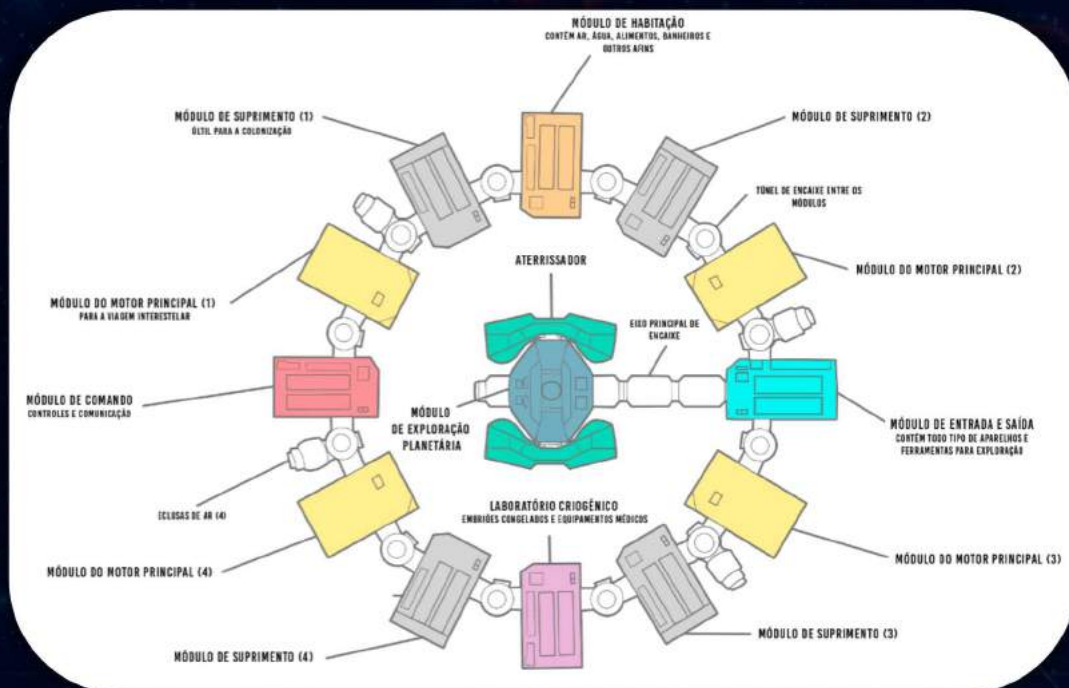 MÓDULO DE HABITAÇÃO
CONTÉM AR, ÁGUA, ALIMENTOS, BANHEIROS E
OUTROS AFINS
MÓDULO DE SUPRIMENTO (1)
ÚLTIL PARA A COLONIZAÇÃO
MÓDULO DE SUPRIMENTO (2)
TÚNEL DE ENCAIXE ENTRE OS
MÓDULOS
ATERRISSADOR
MÓDULO DO MOTOR PRINCIPAL (2)
MÓDULO DO MOTOR PRINCIPAL (1)
PARA A VIAGEM INTERESTELAR
EIXO PRINCIPAL DE
ENCAIXE
MÓDULO DE COMANDO
CONTROLES E COMUNICAÇÃO
MÓDULO
DE EXPLORAÇÃO
PLANETÁRIA
MÓDULO DE ENTRADA E SAÍDA
CONTÉM TODO TIPO DE APARELHOS E
FERRAMENTAS PARA EXPLORAÇÃO
ECLOSAS DE AR (4)
LABORATÓRIO CRIOGÊNICO
EMBRIÕES CONGELADOS E EQUIPAMENTOS MÉDICOS
MÓDULO DO MOTOR PRINCIPAL (4)
MÓDULO DO MOTOR PRINCIPAL (3)
MÓDULO DE SUPRIMENTO (4)
MÓDULO DE SUPRIMENTO (3)